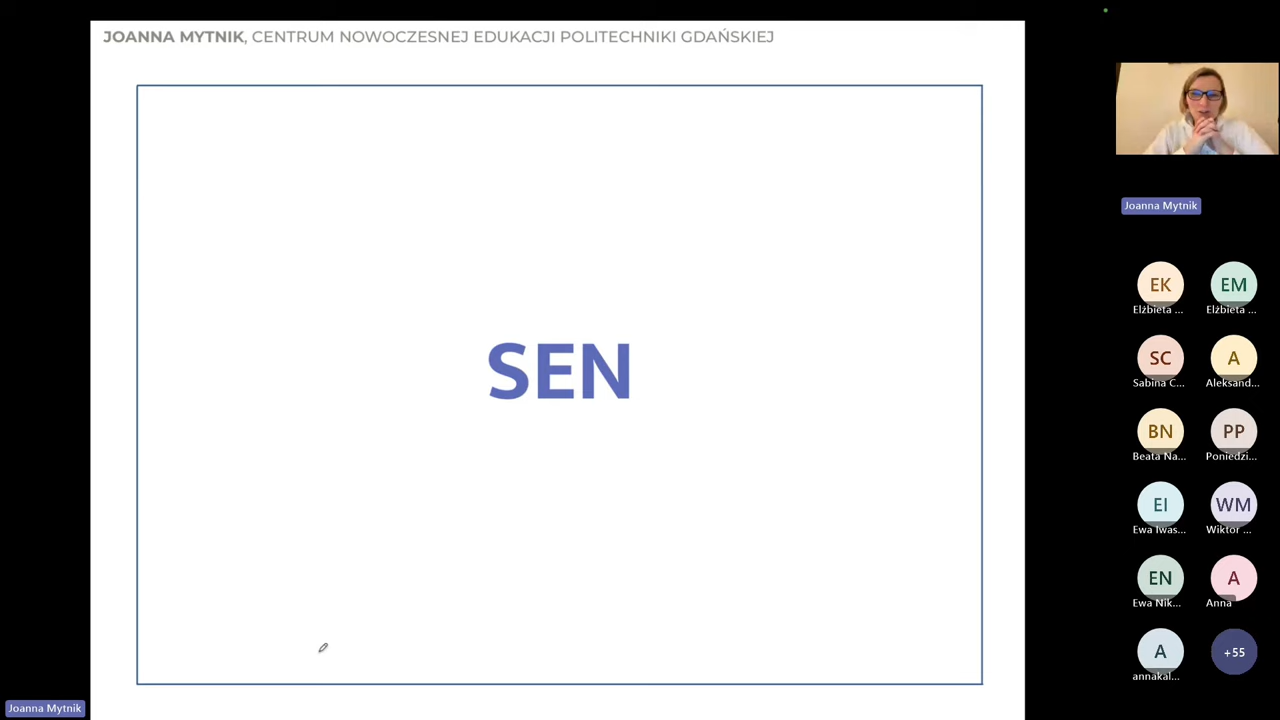 JOANNA MYTNIK, CENTRUM NOWOCZESNEJ EDUKACJI POLITECHNIKI GDAŃSKIEJ
SEN
Joanna Mytnik
EK
EM
Elżbieta ...
Elżbieta ...
SC
A
Sabina C...
Aleksand...
BN
PP
Beata Na...
Poniedzi...
EI
WM
Ewa Iwas...
Wiktor ...
EN
A
Ewa Nik...
Anna
A
+55
annakal...
Joanna Mytnik